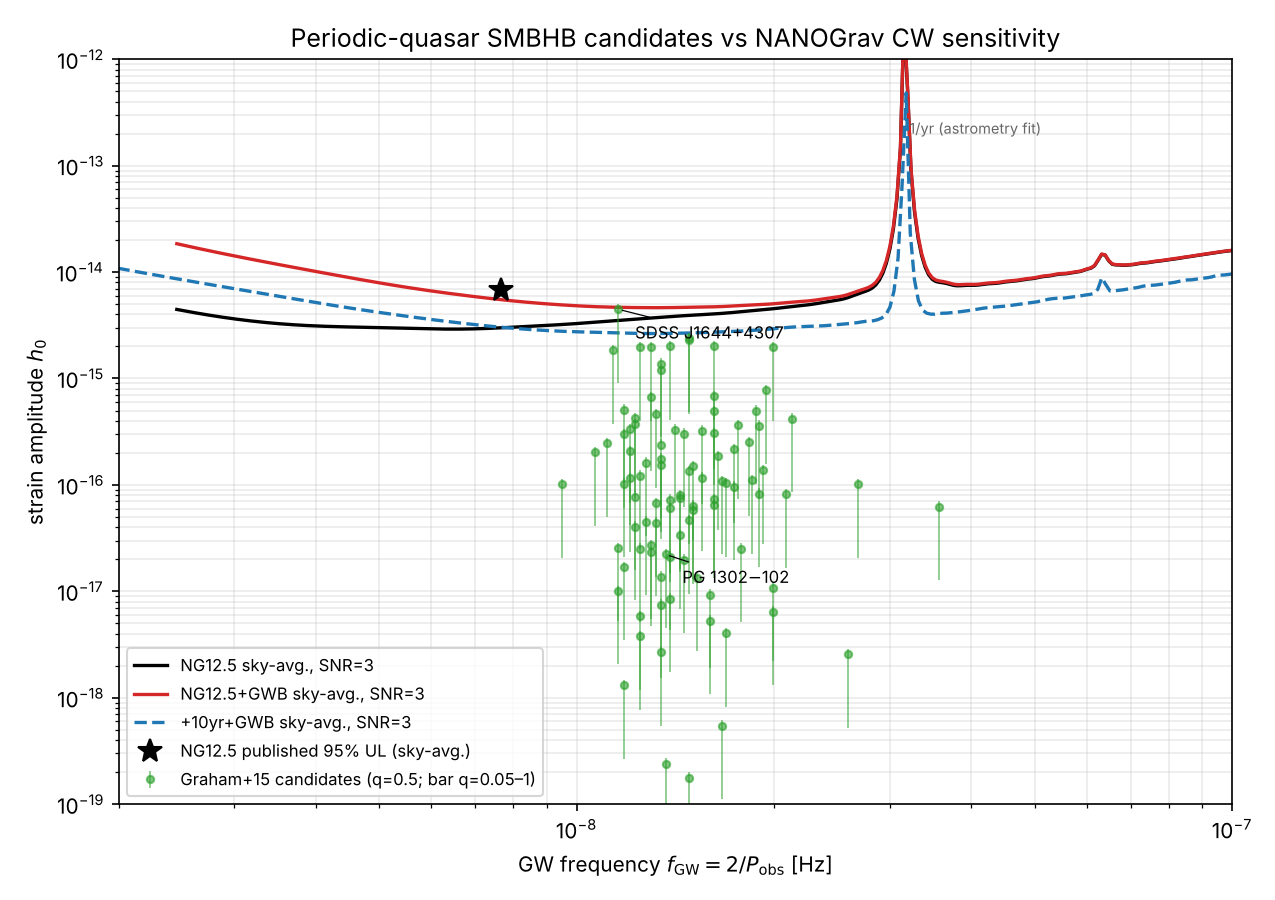 Periodic-quasar SMBHB candidates vs NANOGrav CW sensitivity
10⁻¹²
10⁻¹³
10⁻¹⁴
10⁻¹⁵
10⁻¹⁶
10⁻¹⁷
10⁻¹⁸
10⁻¹⁹
strain amplitude h₀
1/yr (astrometry fit)
SDSS J1644+4307
PG 1302−102
NG12.5 sky-avg., SNR=3
NG12.5+GWB sky-avg., SNR=3
+10yr+GWB sky-avg., SNR=3
NG12.5 published 95% UL (sky-avg.)
Graham+15 candidates (q=0.5; bar q=0.05–1)
10⁻⁸
10⁻⁷
GW frequency f_GW = 2/P_obs [Hz]